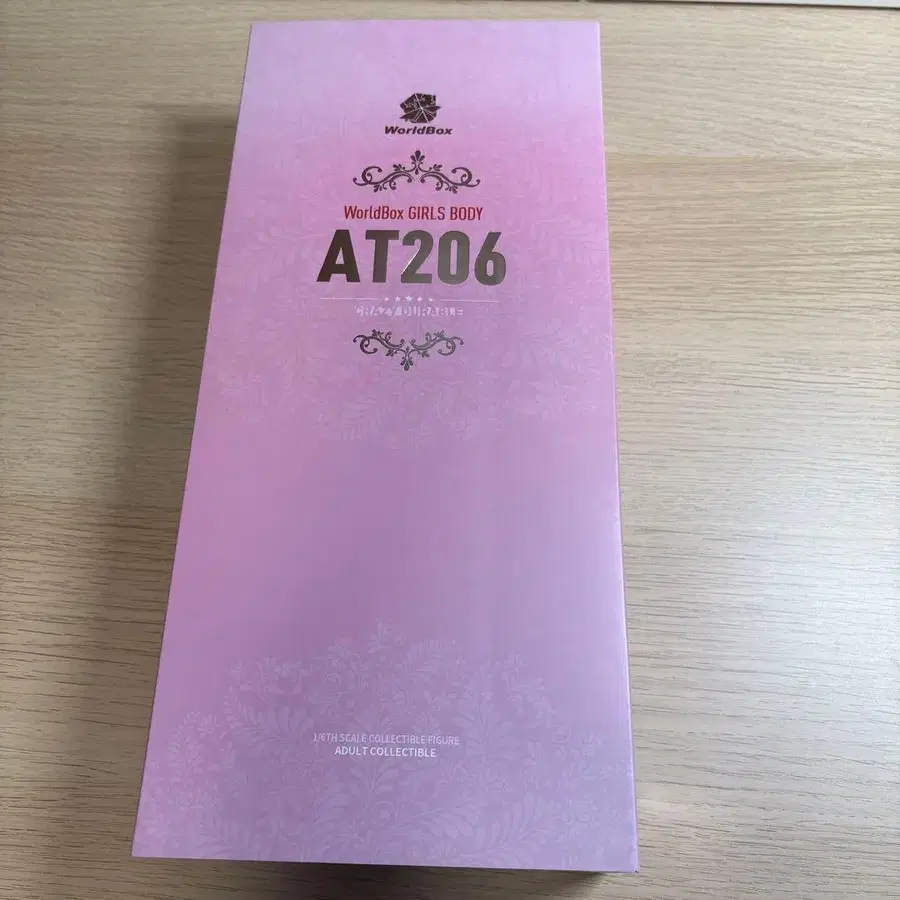 WorldBox
WorldBox GIRLS BODY
AT206
CRAZY DURABLE
1/6TH SCALE COLLECTIBLE FIGURE
ADULT COLLECTIBLE